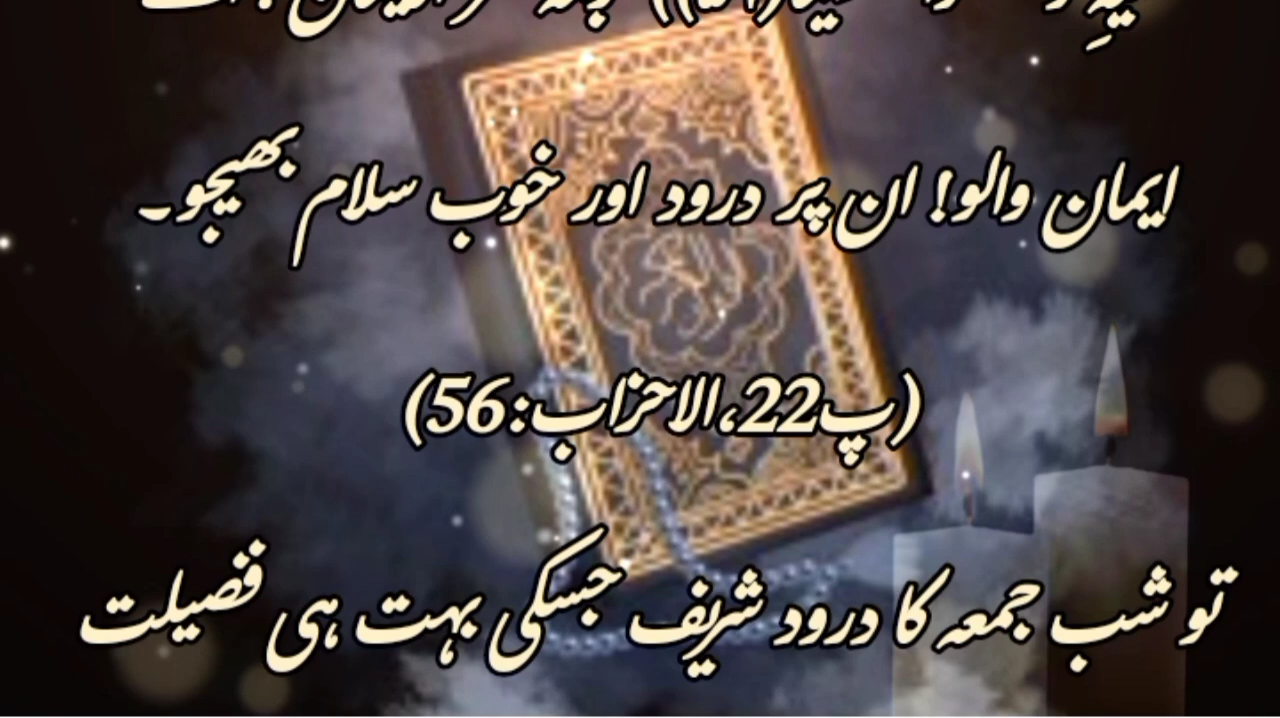 ایمان والو! ان پر درود اور خوب سلام بھیجو۔
(پ22،الاحزاب:56)
تو شب جمعہ کا درود شریف جسکی بہت ہی فضیلت